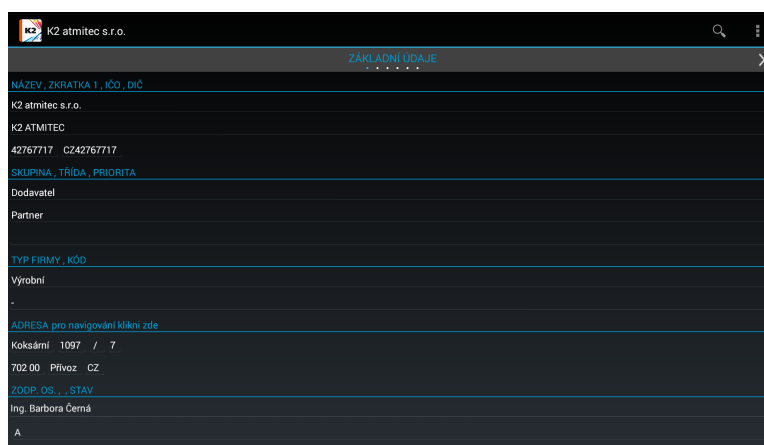 K2 K2 atmitec s.r.o.
ZÁKLADNÍ ÚDAJE
NÁZEV , ZKRATKA 1 , IČO , DIČ
K2 atmitec s.r.o.
K2 ATMITEC
42767717 CZ42767717
SKUPINA , TŘÍDA , PRIORITA
Dodavatel
Partner
TYP FIRMY , KÓD
Výrobní
-
ADRESA pro navigování klikni zde
Koksární 1097 / 7
702 00 Přívoz CZ
ZODP. OS. , , STAV
Ing. Barbora Černá
A